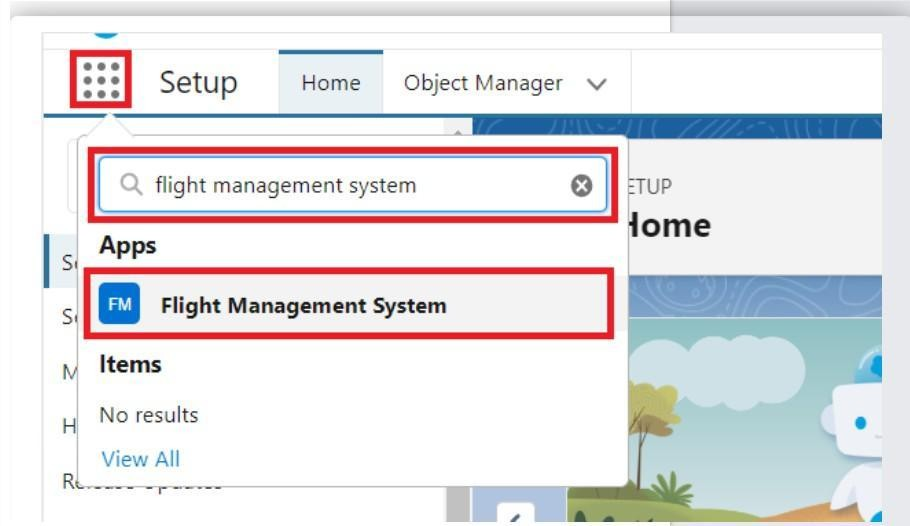 Setup
Home
Object Manager
flight management system
ETUP
Home
Apps
FM Flight Management System
Items
No results
View All